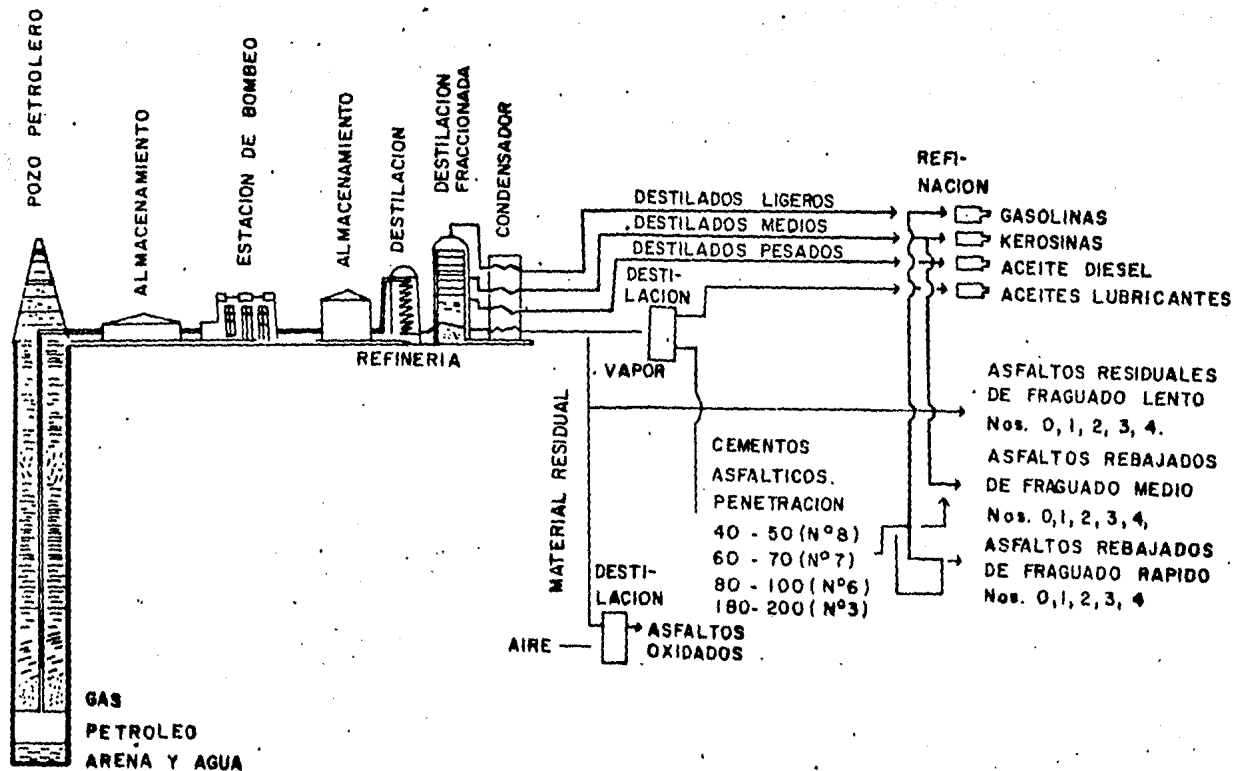 POZO PETROLERO
ALMACENAMIENTO
ESTACION DE BOMBEO
ALMACENAMIENTO
DESTILACION
DESTILACION
FRACCIONADA
CONDENSADOR
REFINERIA
DESTILADOS LIGEROS
DESTILADOS MEDIOS
DESTILADOS PESADOS
DESTI-
LACION
VAPOR
REFI-
NACION
GASOLINAS
KEROSINAS
ACEITE DIESEL
ACEITES LUBRICANTES
MATERIAL RESIDUAL
ASFALTOS RESIDUALES
DE FRAGUADO LENTO
Nos. 0, 1, 2, 3, 4.
CEMENTOS
ASFALTICOS.
PENETRACION
40 - 50 (Nº8)
60 - 70 (Nº7)
80 - 100 (Nº6)
180-200 (Nº3)
ASFALTOS REBAJADOS
DE FRAGUADO MEDIO
Nos. 0,1, 2, 3, 4,
ASFALTOS REBAJADOS
DE FRAGUADO RAPIDO
Nos. 0,1, 2, 3, 4
DESTI-
LACION
AIRE
ASFALTOS
OXIDADOS
GAS
PETROLEO
ARENA Y AGUA